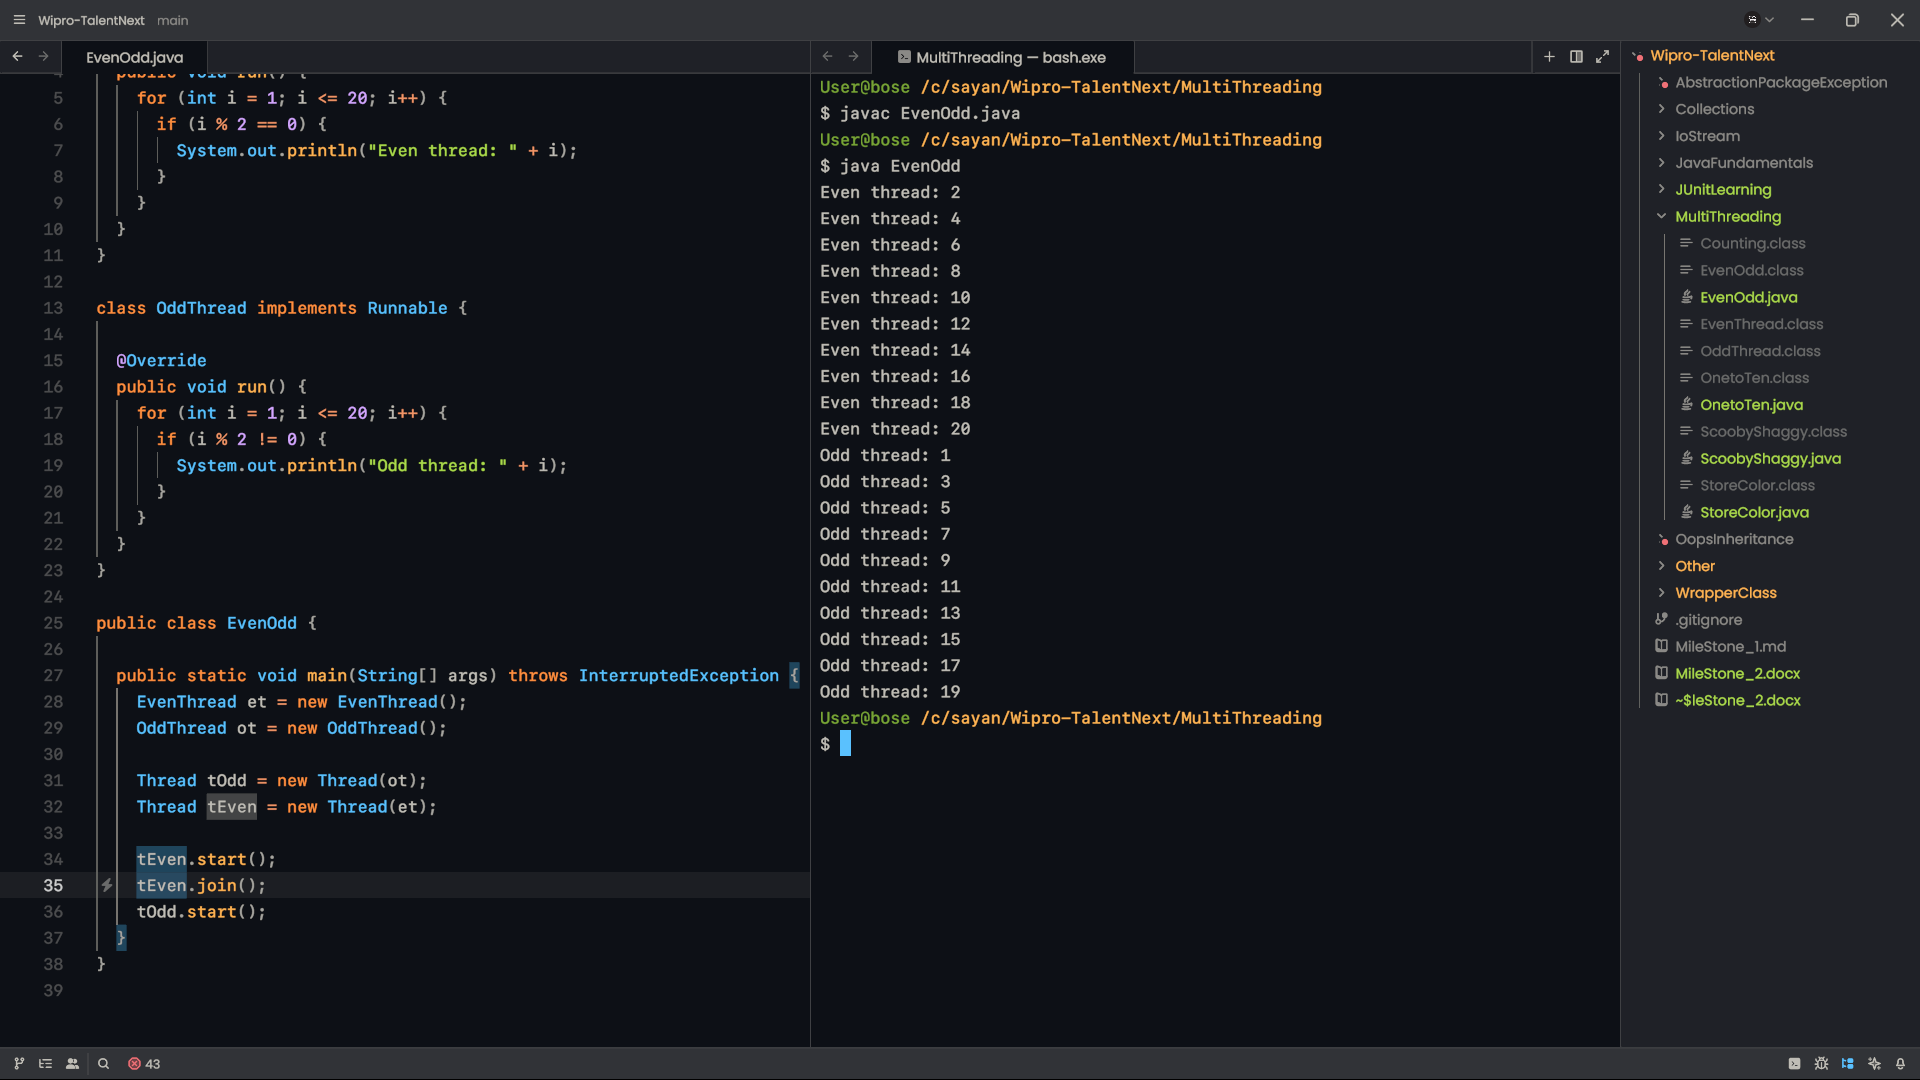 Wipro-TalentNext main
EvenOdd.java
4 public void run() {
5 for (int i = 1; i <= 20; i++) {
6 if (i % 2 == 0) {
7 System.out.println("Even thread: " + i);
8 }
9 }
10 }
11 }
12
13 class OddThread implements Runnable {
14
15 @Override
16 public void run() {
17 for (int i = 1; i <= 20; i++) {
18 if (i % 2 != 0) {
19 System.out.println("Odd thread: " + i);
20 }
21 }
22 }
23 }
24
25 public class EvenOdd {
26
27 public static void main(String[] args) throws InterruptedException {
28 EvenThread et = new EvenThread();
29 OddThread ot = new OddThread();
30
31 Thread tOdd = new Thread(ot);
32 Thread tEven = new Thread(et);
33
34 tEven.start();
35 tEven.join();
36 tOdd.start();
37 }
38 }
39
MultiThreading — bash.exe
User@bose /c/sayan/Wipro-TalentNext/MultiThreading
$ javac EvenOdd.java
User@bose /c/sayan/Wipro-TalentNext/MultiThreading
$ java EvenOdd
Even thread: 2
Even thread: 4
Even thread: 6
Even thread: 8
Even thread: 10
Even thread: 12
Even thread: 14
Even thread: 16
Even thread: 18
Even thread: 20
Odd thread: 1
Odd thread: 3
Odd thread: 5
Odd thread: 7
Odd thread: 9
Odd thread: 11
Odd thread: 13
Odd thread: 15
Odd thread: 17
Odd thread: 19
User@bose /c/sayan/Wipro-TalentNext/MultiThreading
$
Wipro-TalentNext
AbstractionPackageException
Collections
IoStream
JavaFundamentals
JUnitLearning
MultiThreading
Counting.class
EvenOdd.class
EvenOdd.java
EvenThread.class
OddThread.class
OnetoTen.class
OnetoTen.java
ScoobyShaggy.class
ScoobyShaggy.java
StoreColor.class
StoreColor.java
OopsInheritance
Other
WrapperClass
.gitignore
MileStone_1.md
MileStone_2.docx
~$leStone_2.docx
43